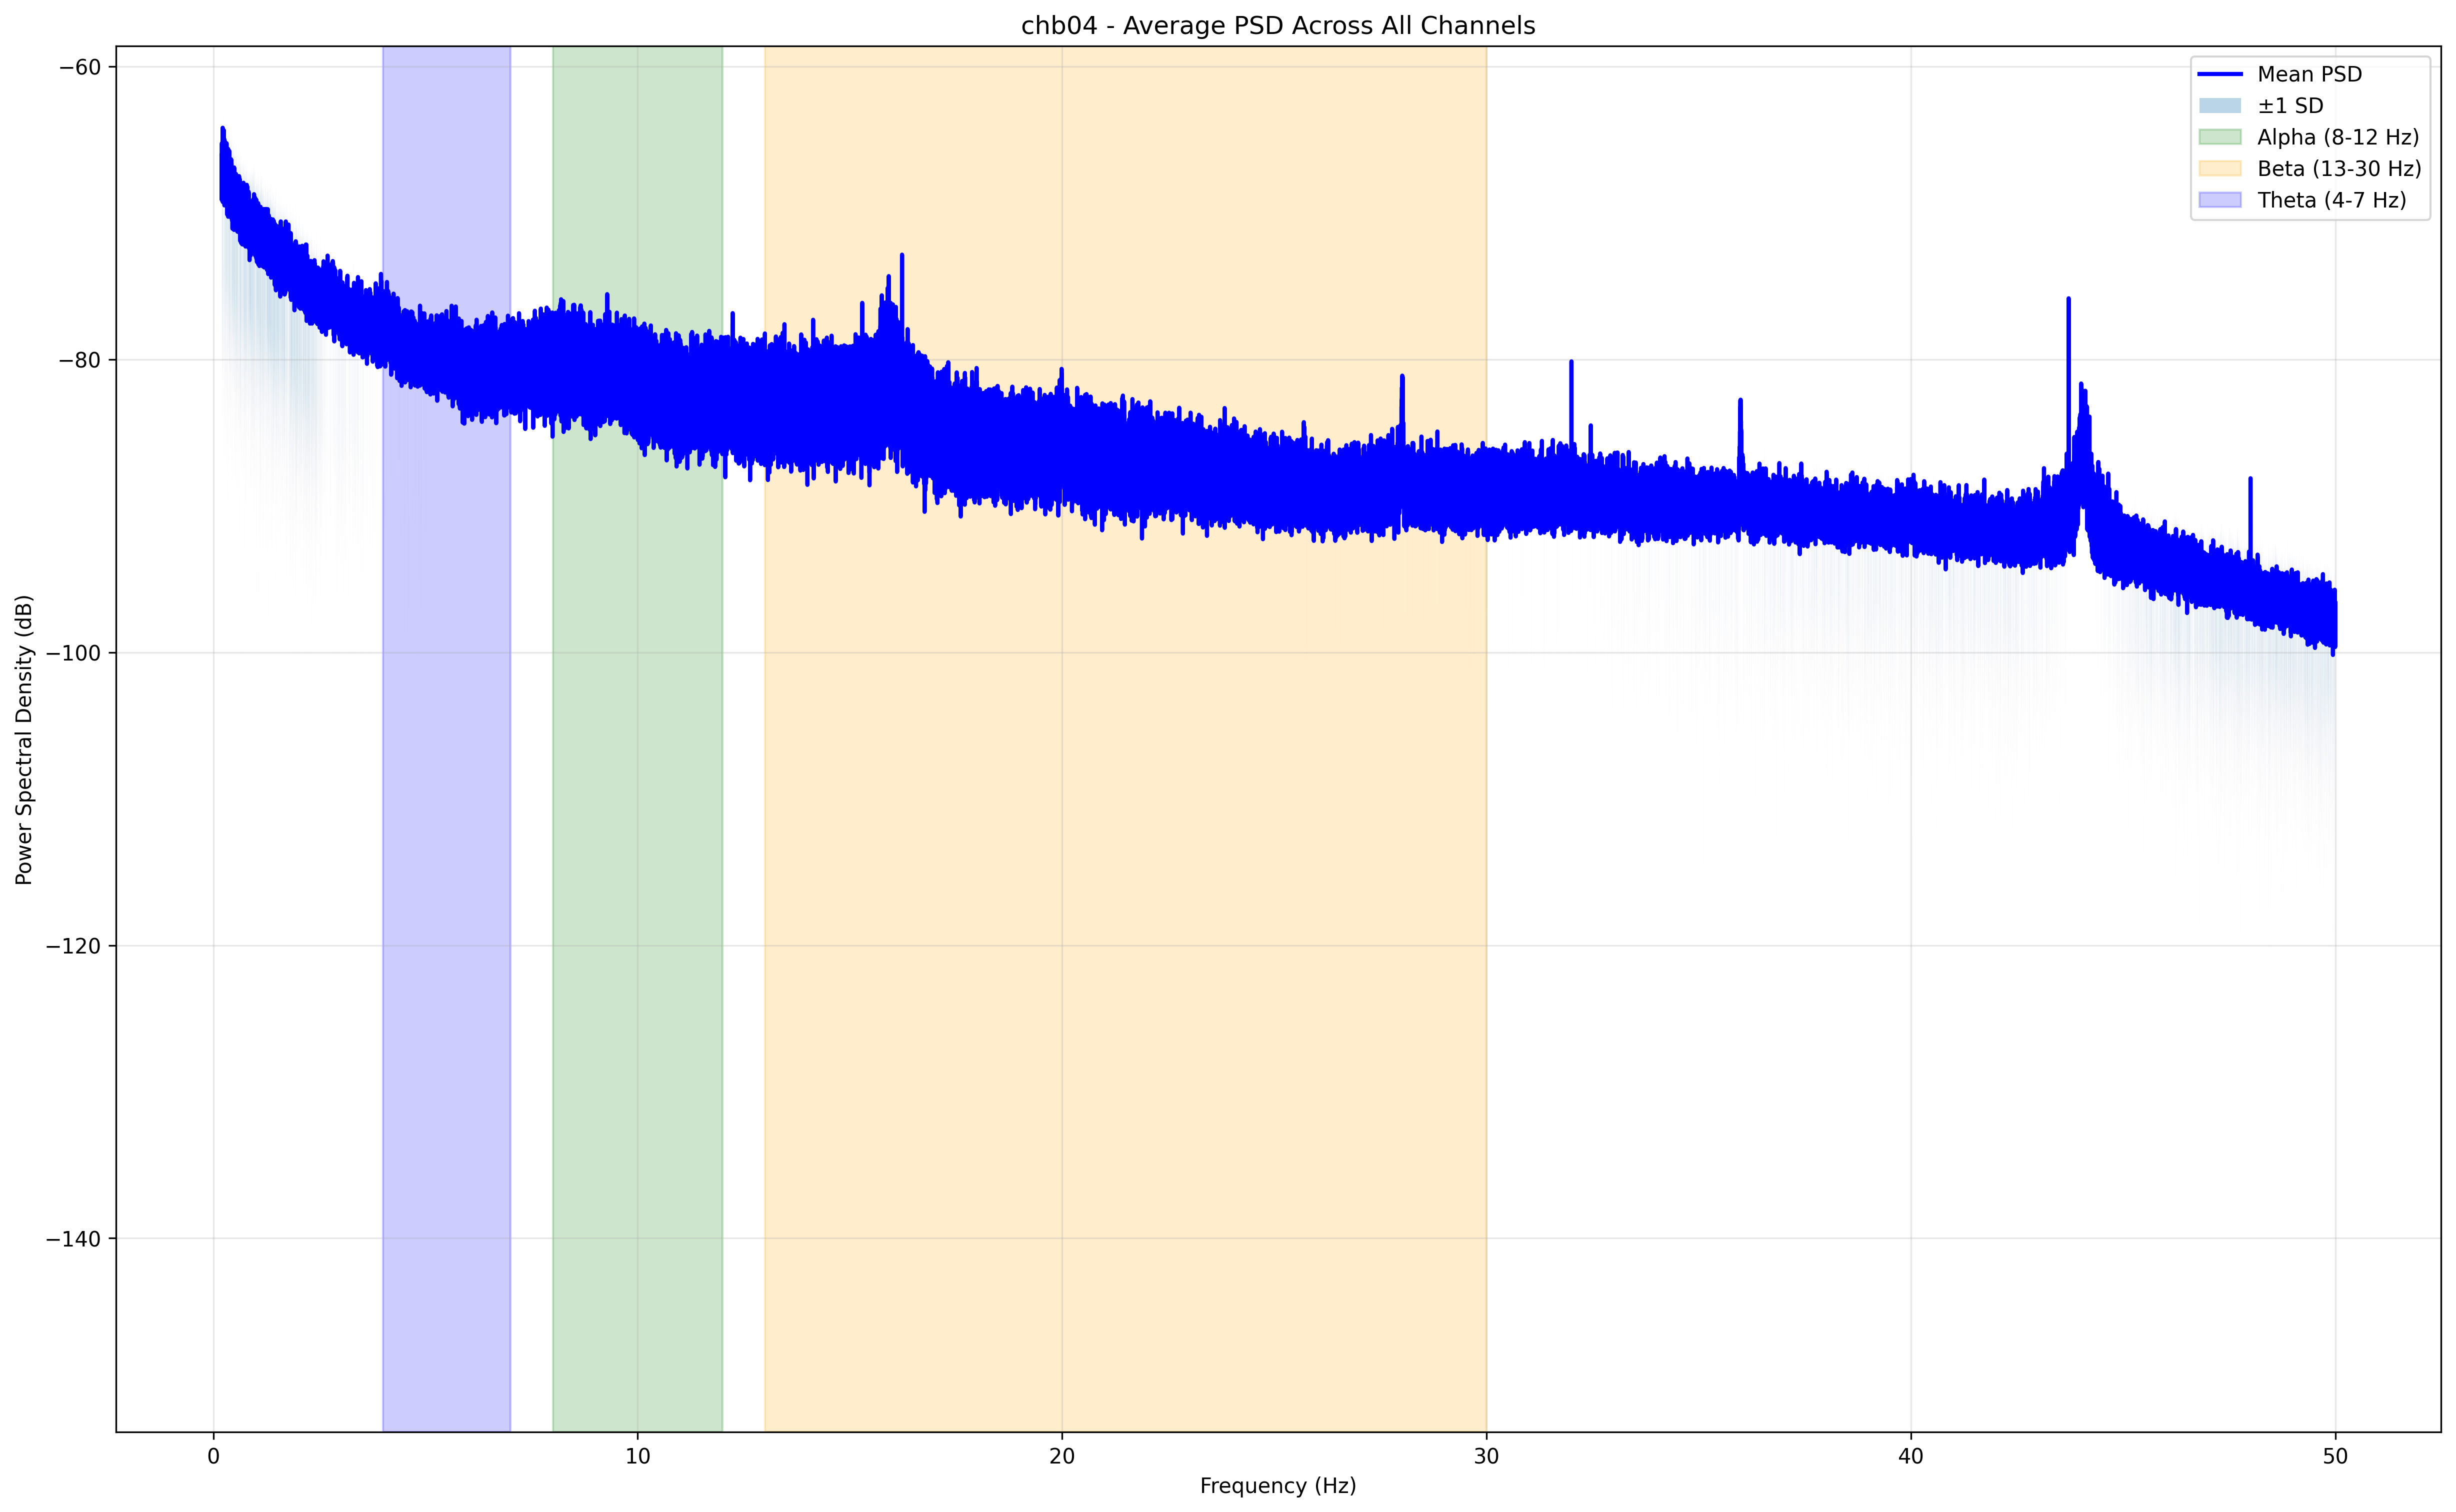 chb04 - Average PSD Across All Channels
Mean PSD
±1 SD
Alpha (8-12 Hz)
Beta (13-30 Hz)
Theta (4-7 Hz)
Power Spectral Density (dB)
−60
−80
−100
−120
−140
0 10 20 30 40 50
Frequency (Hz)